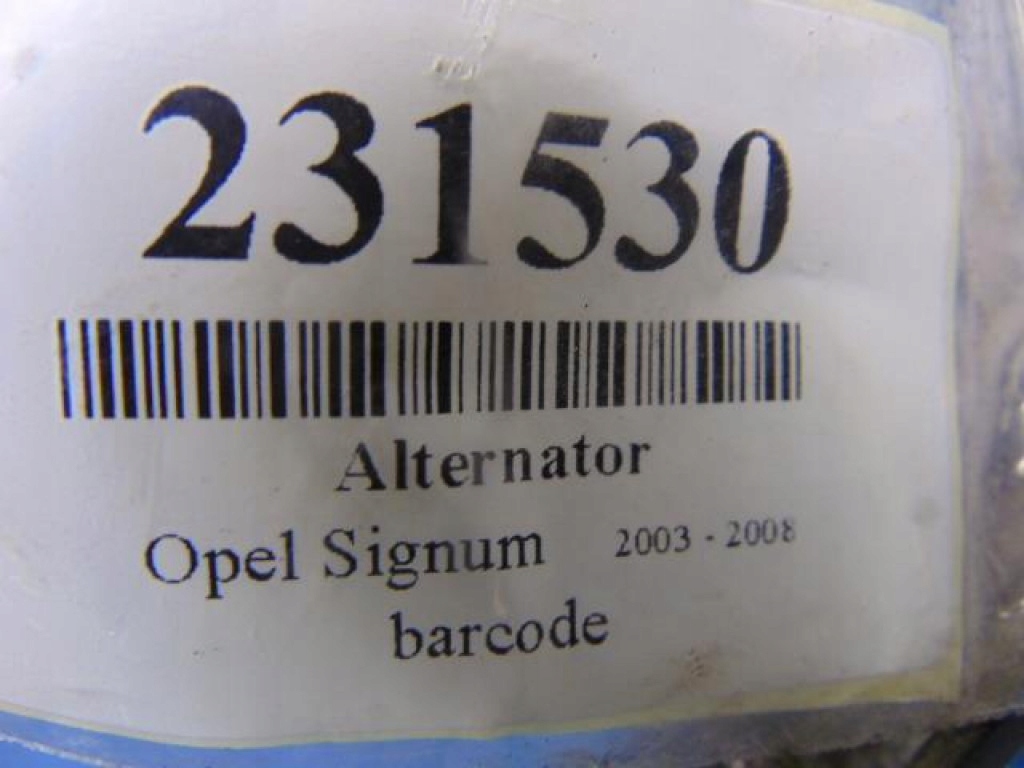 231530
Alternator
Opel Signum 2003 - 2008
barcode